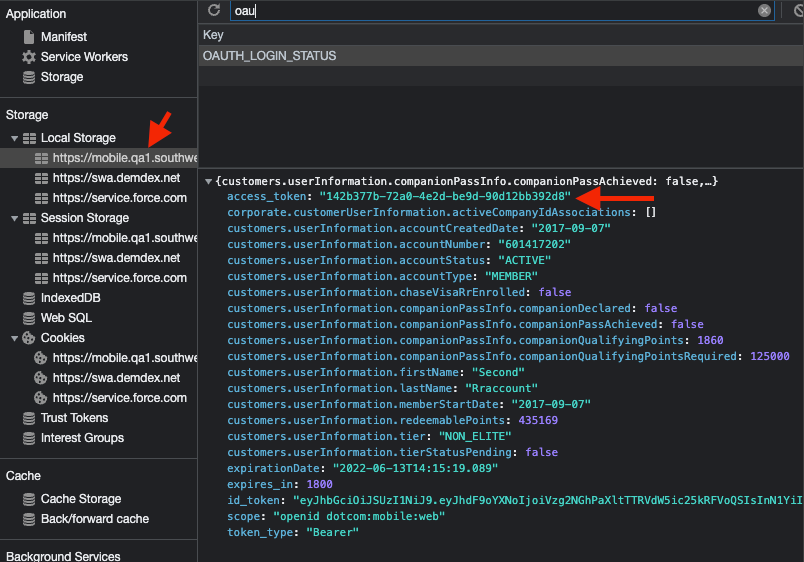 Application
Manifest
Service Workers
Storage
Storage
Local Storage
https://mobile.qa1.southwe
https://swa.demdex.net
https://service.force.com
Session Storage
https://mobile.qa1.southwe
https://swa.demdex.net
https://service.force.com
IndexedDB
Web SQL
Cookies
https://mobile.qa1.southwe
https://swa.demdex.net
https://service.force.com
Trust Tokens
Interest Groups
Cache
Cache Storage
Back/forward cache
Background Services
oau
Key
OAUTH_LOGIN_STATUS
{customers.userInformation.companionPassInfo.companionPassAchieved: false,…}
access_token: "142b377b-72a0-4e2d-be9d-90d12bb392d8"
corporate.customerUserInformation.activeCompanyIdAssociations: []
customers.userInformation.accountCreatedDate: "2017-09-07"
customers.userInformation.accountNumber: "601417202"
customers.userInformation.accountStatus: "ACTIVE"
customers.userInformation.accountType: "MEMBER"
customers.userInformation.chaseVisaRrEnrolled: false
customers.userInformation.companionPassInfo.companionDeclared: false
customers.userInformation.companionPassInfo.companionPassAchieved: false
customers.userInformation.companionPassInfo.companionQualifyingPoints: 1860
customers.userInformation.companionPassInfo.companionQualifyingPointsRequired: 125000
customers.userInformation.firstName: "Second"
customers.userInformation.lastName: "Rraccount"
customers.userInformation.memberStartDate: "2017-09-07"
customers.userInformation.redeemablePoints: 435169
customers.userInformation.tier: "NON_ELITE"
customers.userInformation.tierStatusPending: false
expirationDate: "2022-06-13T14:15:19.089"
expires_in: 1800
id_token: "eyJhbGciOiJSUzI1NiJ9.eyJhdF9oYXNoIjoiVzg2NGhPaXltTTRVdW5ic25kRFVoQSIsInN1YiI
scope: "openid dotcom:mobile:web"
token_type: "Bearer"